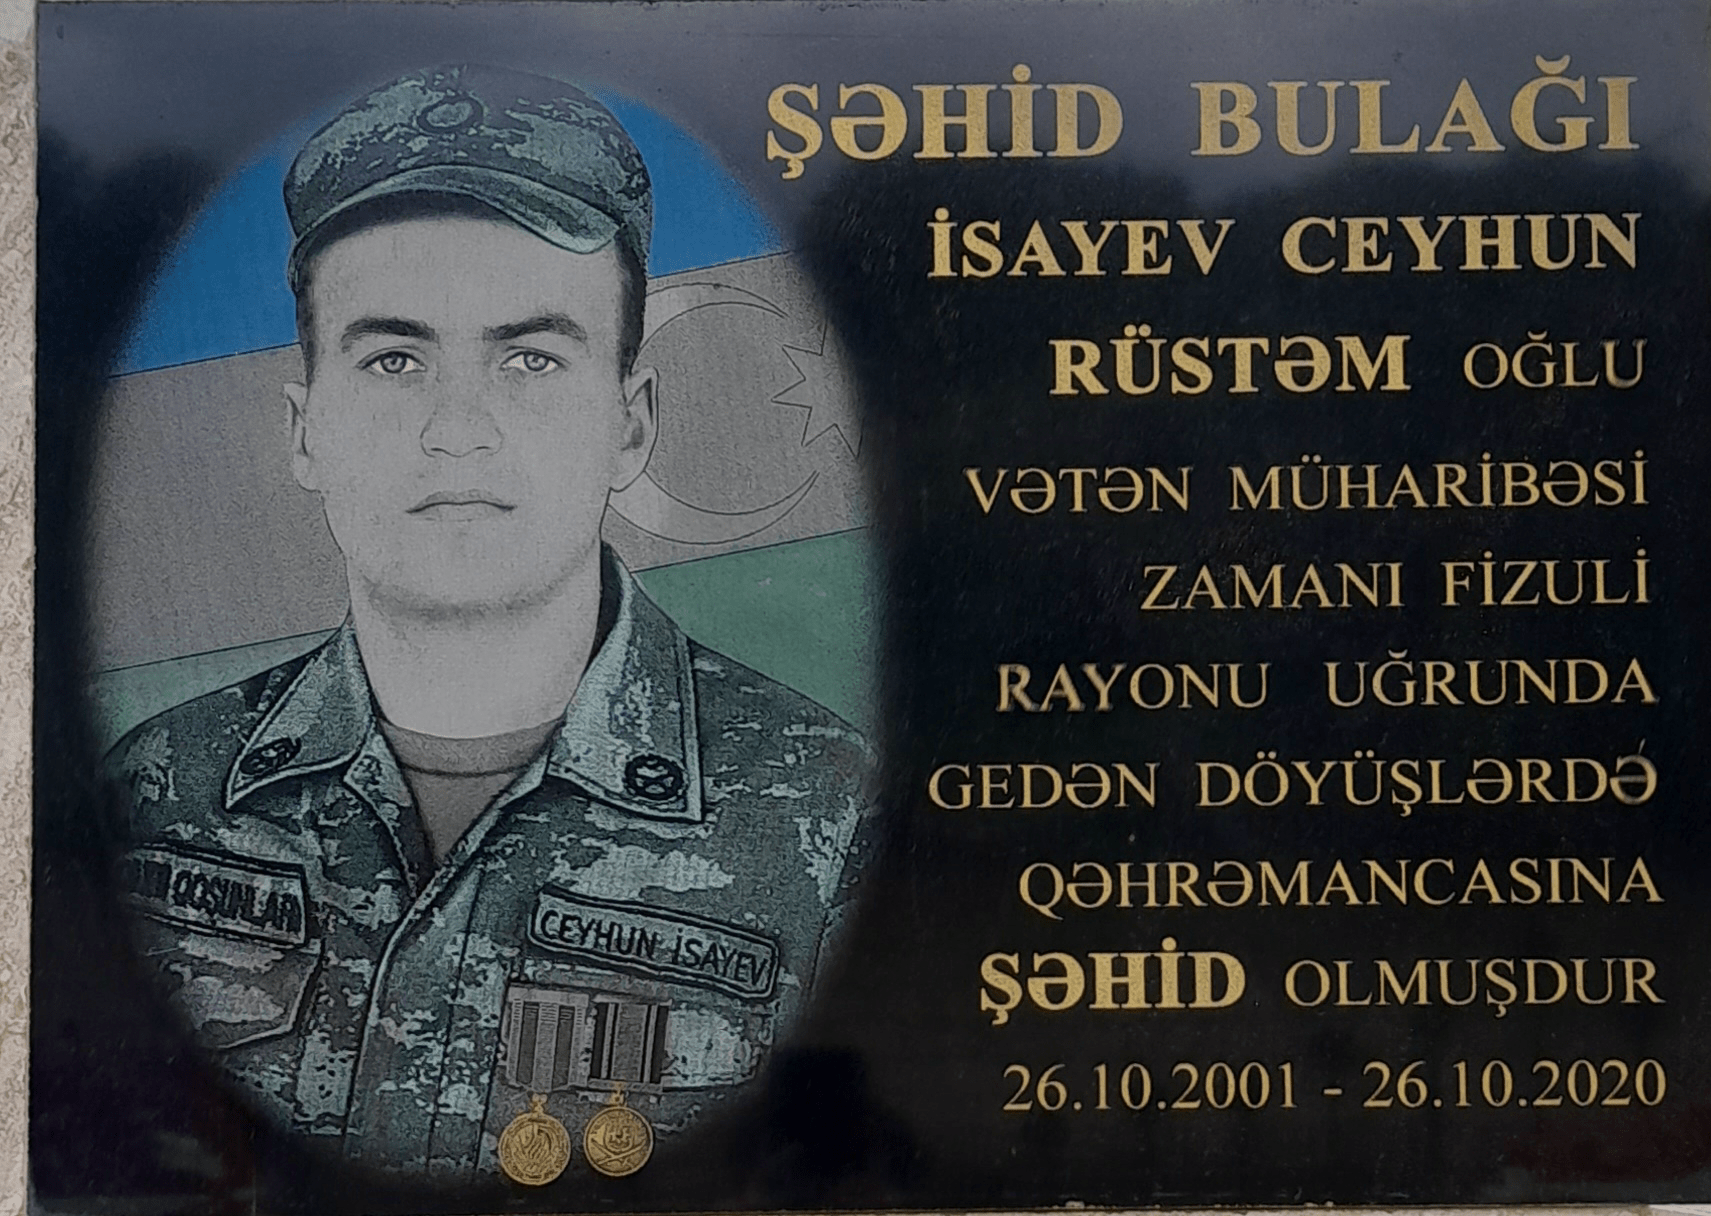 ŞƏHİD BULAĞI
İSAYEV CEYHUN
RÜSTƏM OĞLU
VƏTƏN MÜHARİBƏSİ
ZAMANI FİZULİ
RAYONU UĞRUNDA
GEDƏN DÖYÜŞLƏRDƏ
QƏHRƏMANCASINA
ŞƏHİD OLMUŞDUR
26.10.2001 - 26.10.2020
QOŞUNLAR
CEYHUN İSAYEV